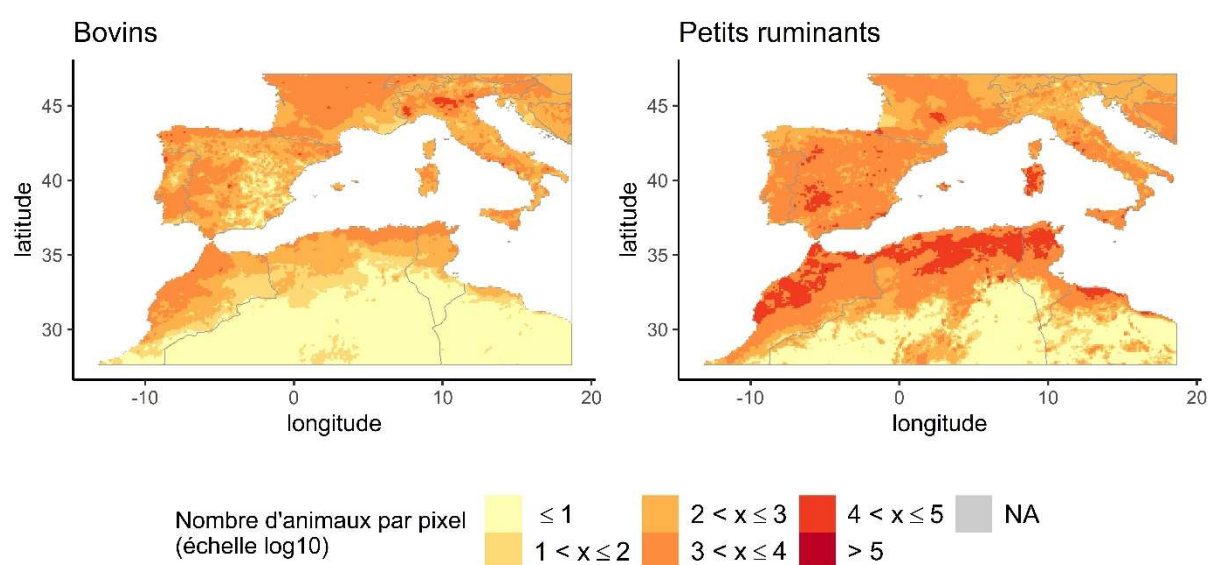 Bovins
Petits ruminants
latitude
45
40
35
30
-10
0
10
20
longitude
latitude
45
40
35
30
-10
0
10
20
longitude
Nombre d'animaux par pixel
(échelle log10)
≤ 1
1 < x ≤ 2
2 < x ≤ 3
3 < x ≤ 4
4 < x ≤ 5
> 5
NA